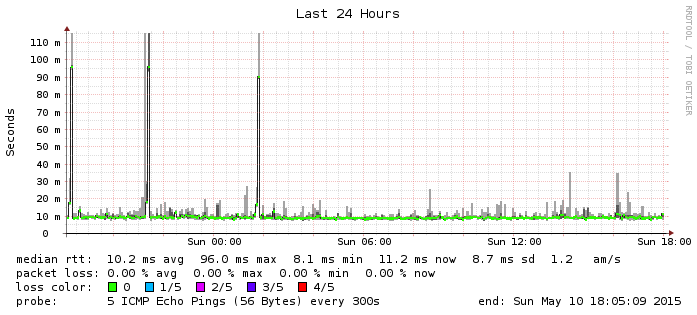 Last 24 Hours
RRDTOOL / TOBI OETIKER
Seconds
110 m
100 m
90 m
80 m
70 m
60 m
50 m
40 m
30 m
20 m
10 m
0
Sun 00:00 Sun 06:00 Sun 12:00 Sun 18:00
median rtt: 10.2 ms avg 96.0 ms max 8.1 ms min 11.2 ms now 8.7 ms sd 1.2 am/s
packet loss: 0.00 % avg 0.00 % max 0.00 % min 0.00 % now
loss color: 0 1/5 2/5 3/5 4/5
probe: 5 ICMP Echo Pings (56 Bytes) every 300s end: Sun May 10 18:05:09 2015